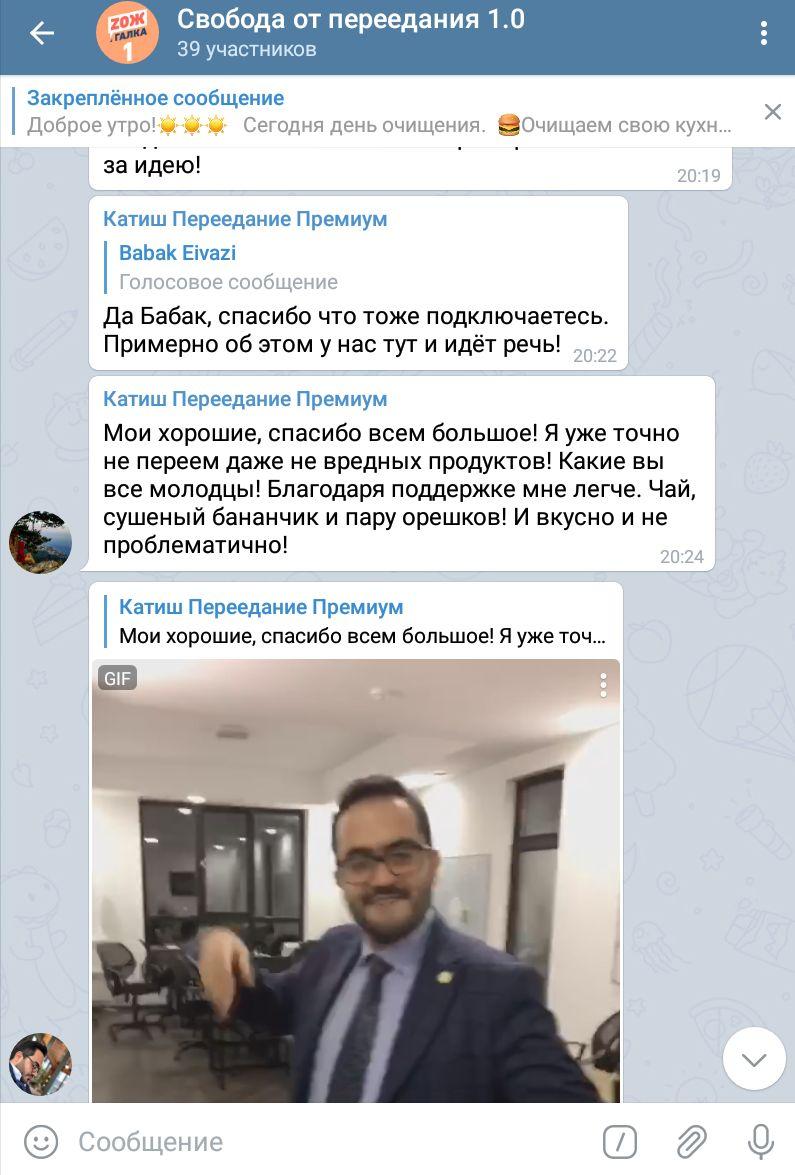 ZОЖ
ГАЛКА
1
Свобода от переедания 1.0
39 участников
Закреплённое сообщение
Доброе утро!☀️☀️☀️ Сегодня день очищения. 🍔Очищаем свою кухн...
за идею!
20:19
Катиш Переедание Премиум
Babak Eivazi
Голосовое сообщение
Да Бабак, спасибо что тоже подключаетесь.
Примерно об этом у нас тут и идёт речь!
20:22
Катиш Переедание Премиум
Мои хорошие, спасибо всем большое! Я уже точно
не переем даже не вредных продуктов! Какие вы
все молодцы! Благодаря поддержке мне легче. Чай,
сушеный бананчик и пару орешков! И вкусно и не
проблематично!
20:24
Катиш Переедание Премиум
Мои хорошие, спасибо всем большое! Я уже точ...
GIF
Сообщение